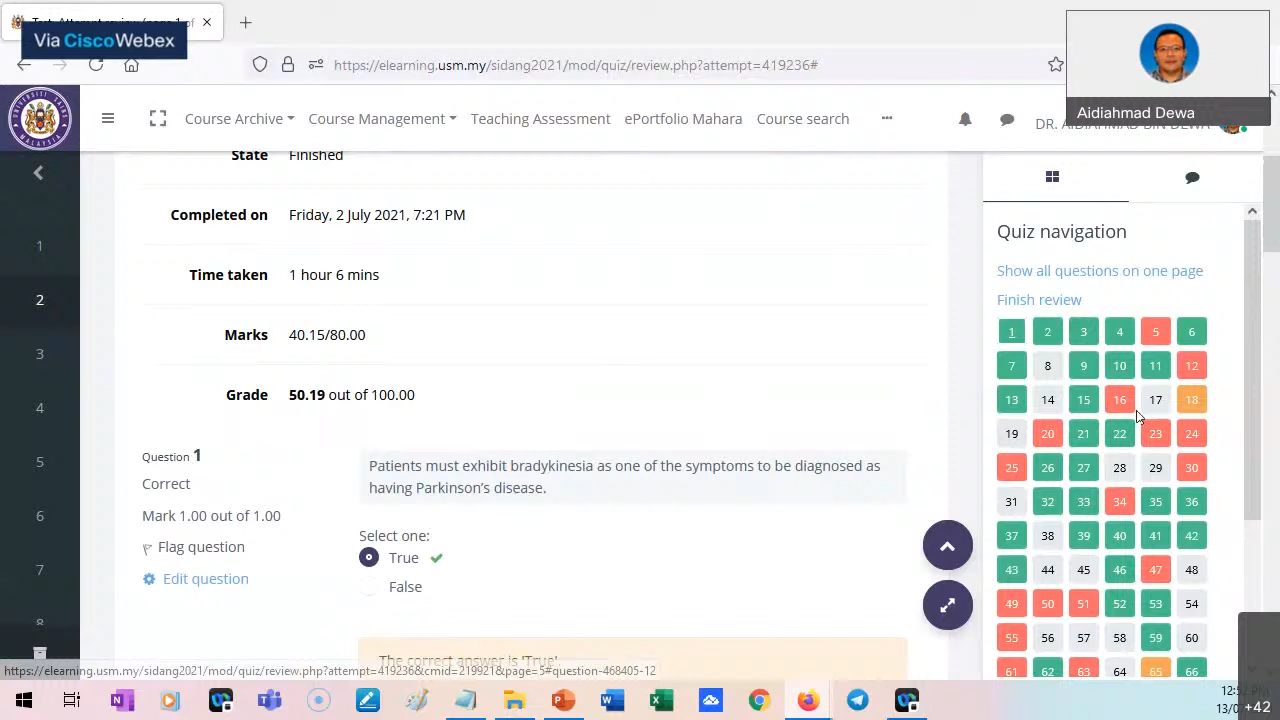 Via Cisco Webex
https://elearning.usm.my/sidang2021/mod/quiz/review.php?attempt=419236#
Aidiahmad Dewa
Course Archive
Course Management
Teaching Assessment
ePortfolio Mahara
Course search
DR. AIDIAHMAD BIN DEWA
State Finished
Completed on Friday, 2 July 2021, 7:21 PM
Time taken 1 hour 6 mins
Marks 40.15/80.00
Grade 50.19 out of 100.00
Question 1
Correct
Mark 1.00 out of 1.00
Flag question
Edit question
Patients must exhibit bradykinesia as one of the symptoms to be diagnosed as
having Parkinson's disease.
Select one:
True
False
The correct answer is 'True'.
1
2
3
4
5
6
7
8
Quiz navigation
Show all questions on one page
Finish review
1 2 3 4 5 6
7 8 9 10 11 12
13 14 15 16 17 18
19 20 21 22 23 24
25 26 27 28 29 30
31 32 33 34 35 36
37 38 39 40 41 42
43 44 45 46 47 48
49 50 51 52 53 54
55 56 57 58 59 60
61 62 63 64 65 66
+42